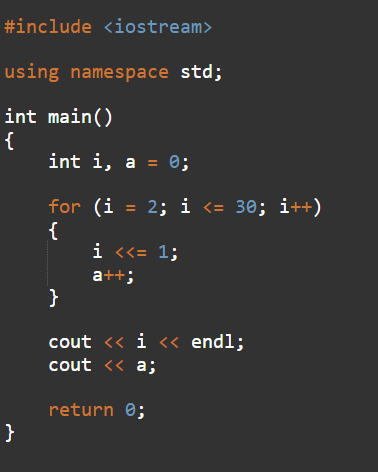 #include <iostream>
using namespace std;
int main()
{
int i, a = 0;
for (i = 2; i <= 30; i++)
{
i <<= 1;
a++;
}
cout << i << endl;
cout << a;
return 0;
}